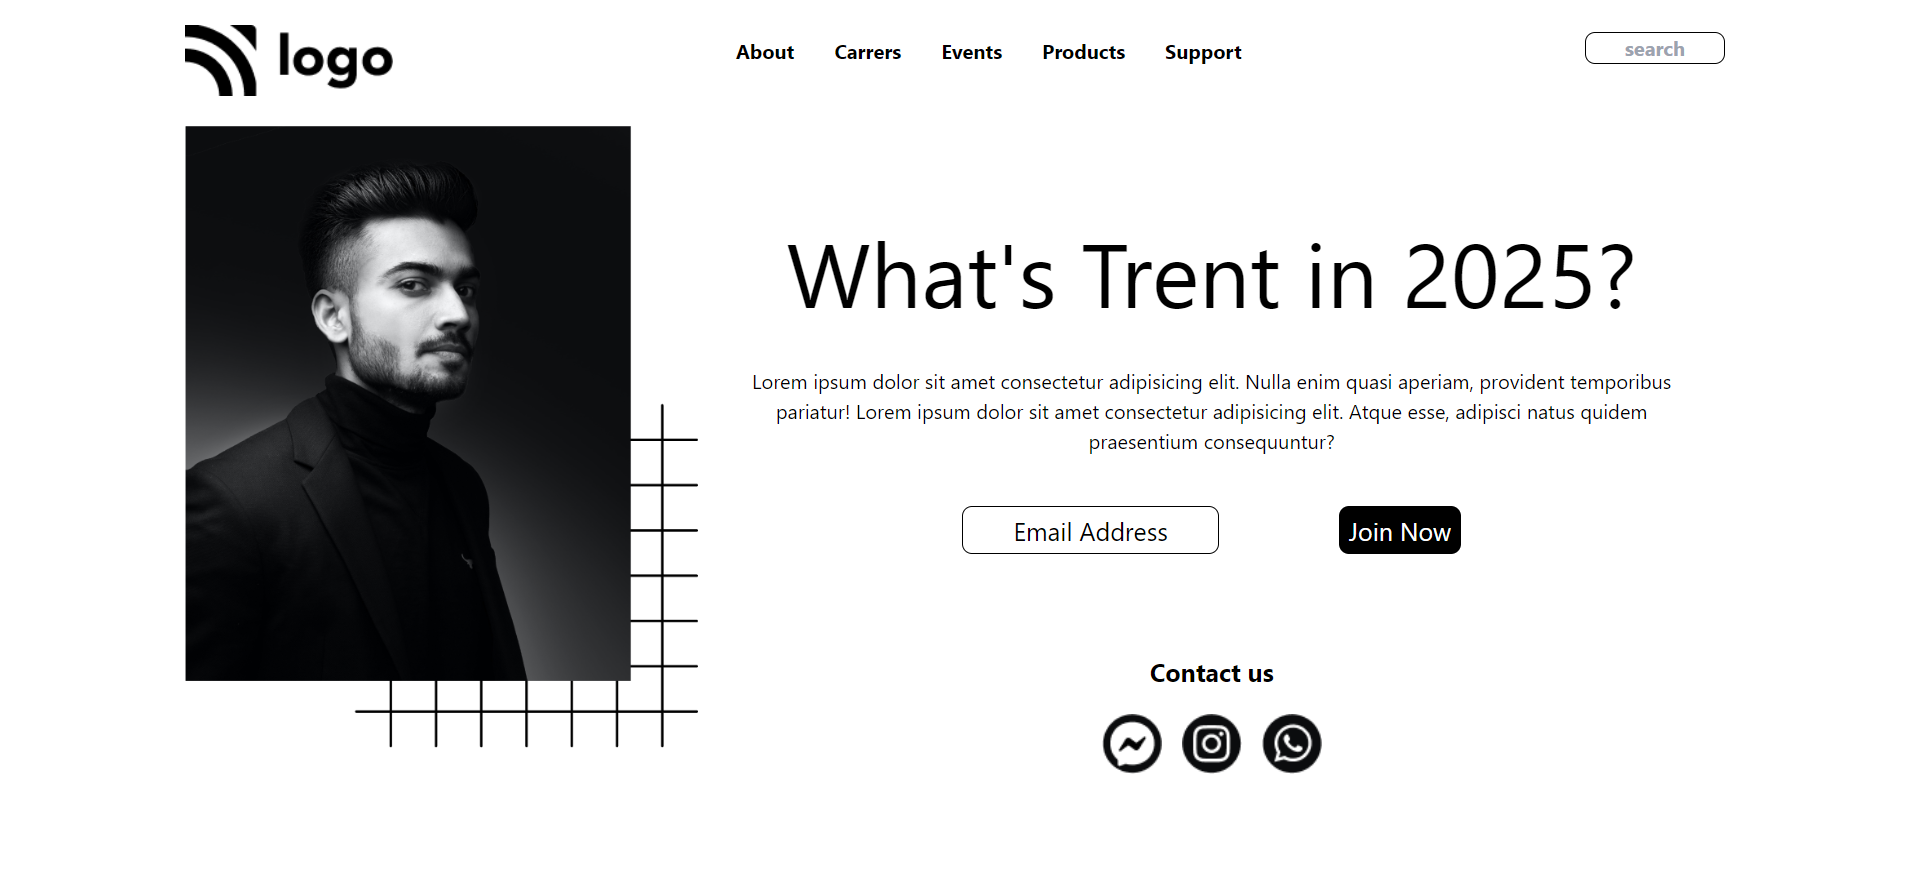 logo
About Carrers Events Products Support
search
What's Trent in 2025?
Lorem ipsum dolor sit amet consectetur adipisicing elit. Nulla enim quasi aperiam, provident temporibus
pariatur! Lorem ipsum dolor sit amet consectetur adipisicing elit. Atque esse, adipisci natus quidem
praesentium consequuntur?
Email Address
Join Now
Contact us